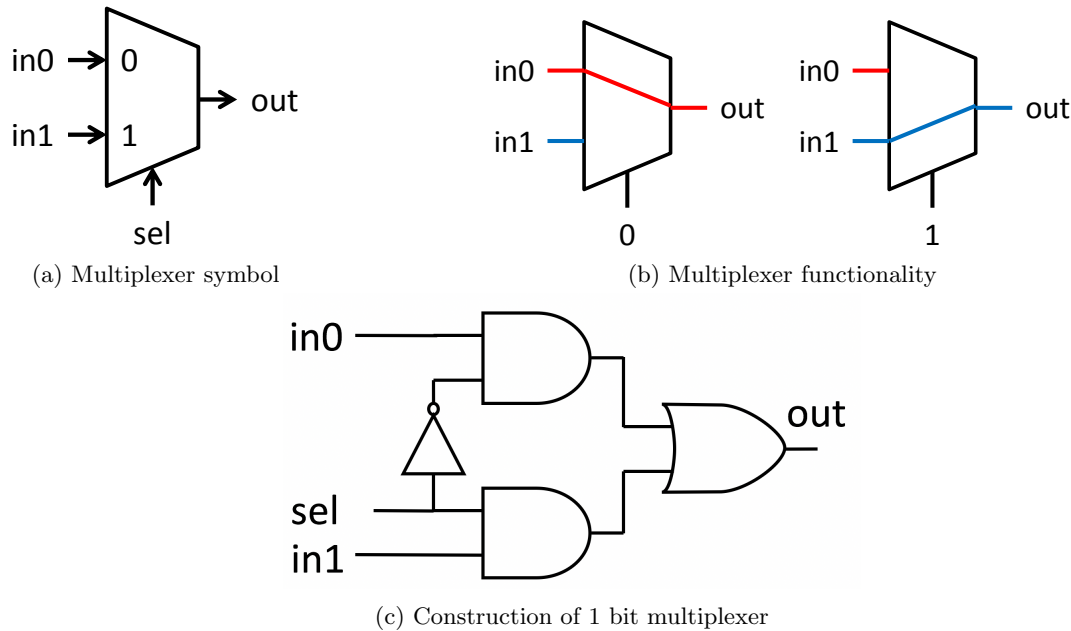 in0
0
in1
1
out
sel
(a) Multiplexer symbol
in0
in1
out
0
in0
in1
out
1
(b) Multiplexer functionality
in0
sel
in1
out
(c) Construction of 1 bit multiplexer